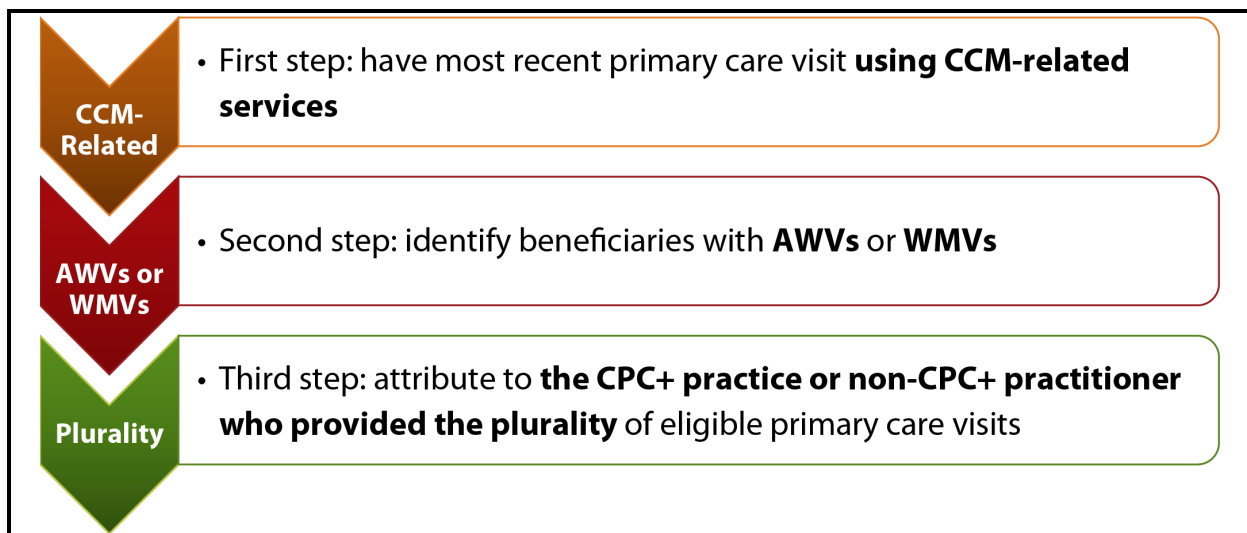 CCM-
Related
• First step: have most recent primary care visit using CCM-related
services
AWVs or
WMVs
• Second step: identify beneficiaries with AWVs or WMVs
Plurality
• Third step: attribute to the CPC+ practice or non-CPC+ practitioner
who provided the plurality of eligible primary care visits